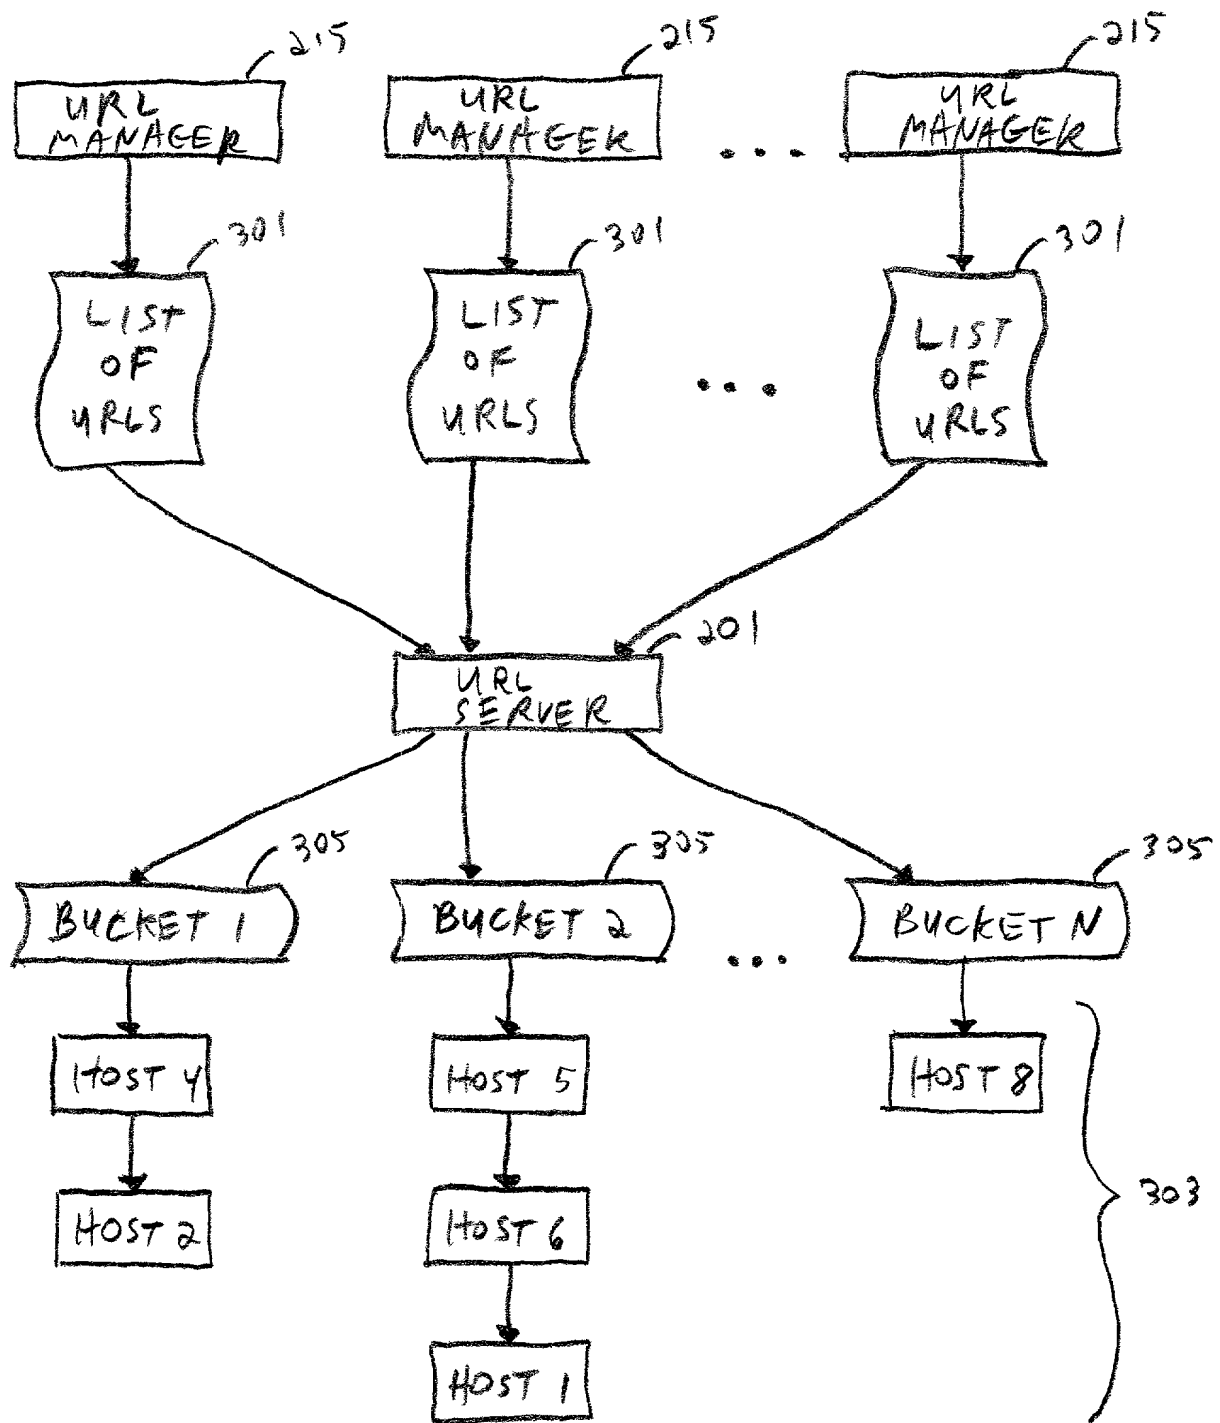 215 215 215
URL MANAGER URL MANAGER ... URL MANAGER
301 301 301
LIST OF URLS LIST OF URLS ... LIST OF URLS
201
URL SERVER
305 305 305
BUCKET 1 BUCKET 2 ... BUCKET N
HOST 4 HOST 5 HOST 8
303
HOST 2 HOST 6
HOST 1